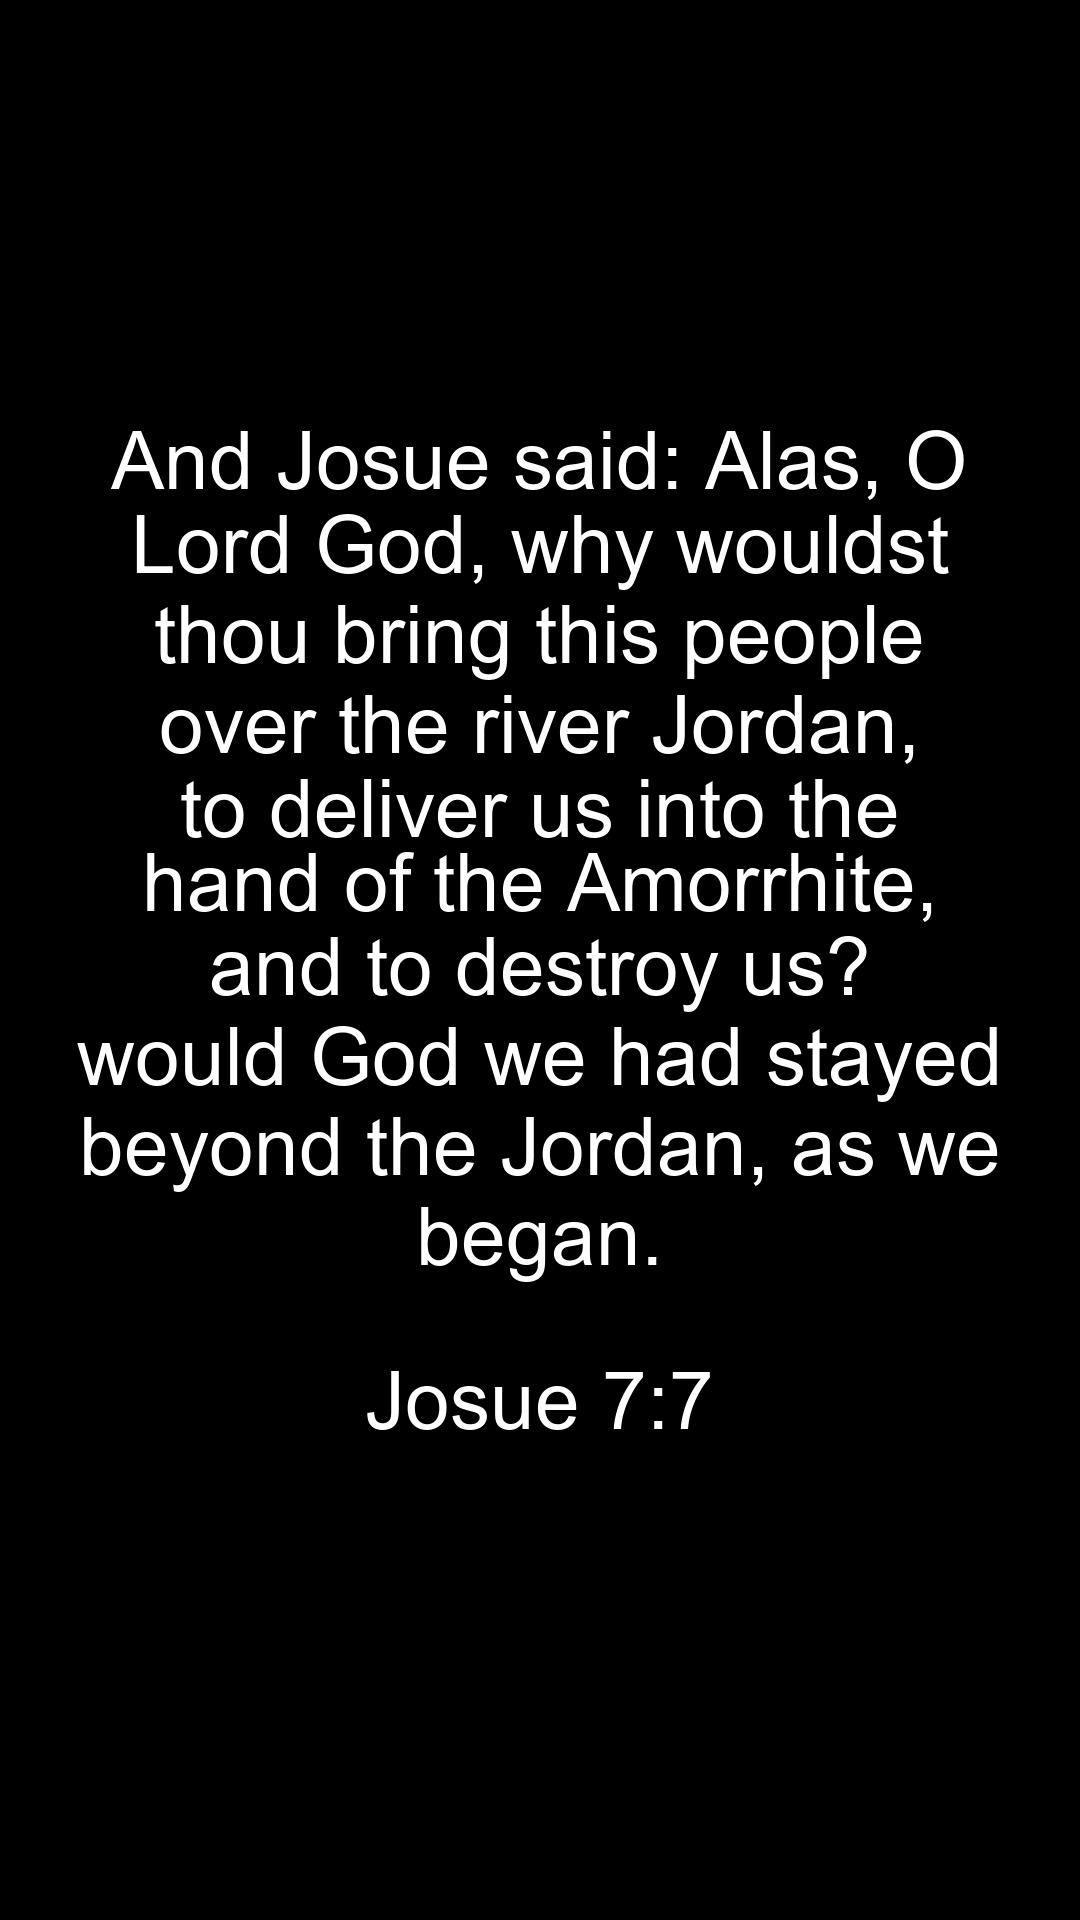 And Josue said: Alas, O
Lord God, why wouldst
thou bring this people
over the river Jordan,
to deliver us into the
hand of the Amorrhite,
and to destroy us?
would God we had stayed
beyond the Jordan, as we
began.
Josue 7:7